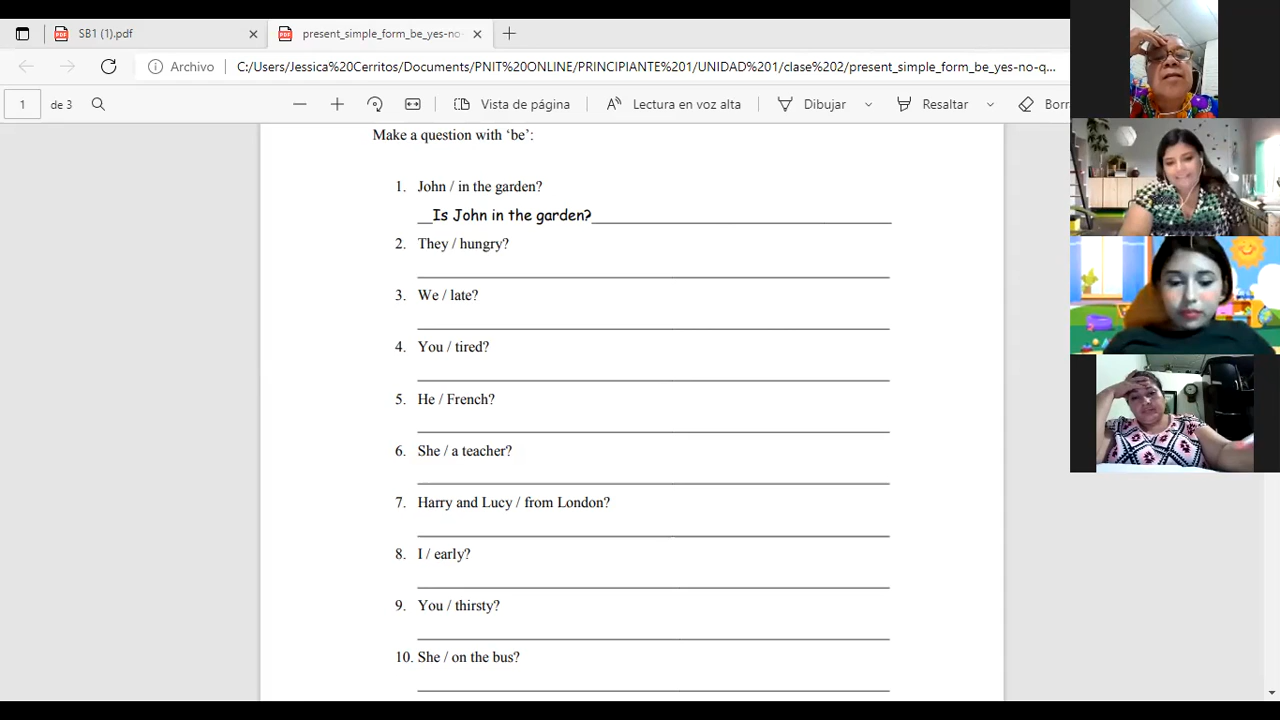 SB1 (1).pdf
present_simple_form_be_yes-no-
Archivo
C:/Users/Jessica%20Cerritos/Documents/PNIT%20ONLINE/PRINCIPIANTE%201/UNIDAD%201/clase%202/present_simple_form_be_yes-no-q...
1 de 3
Vista de página
Lectura en voz alta
Dibujar
Resaltar
Borr
Make a question with ‘be’:
1. John / in the garden?
__Is John in the garden?______
2. They / hungry?
3. We / late?
4. You / tired?
5. He / French?
6. She / a teacher?
7. Harry and Lucy / from London?
8. I / early?
9. You / thirsty?
10. She / on the bus?